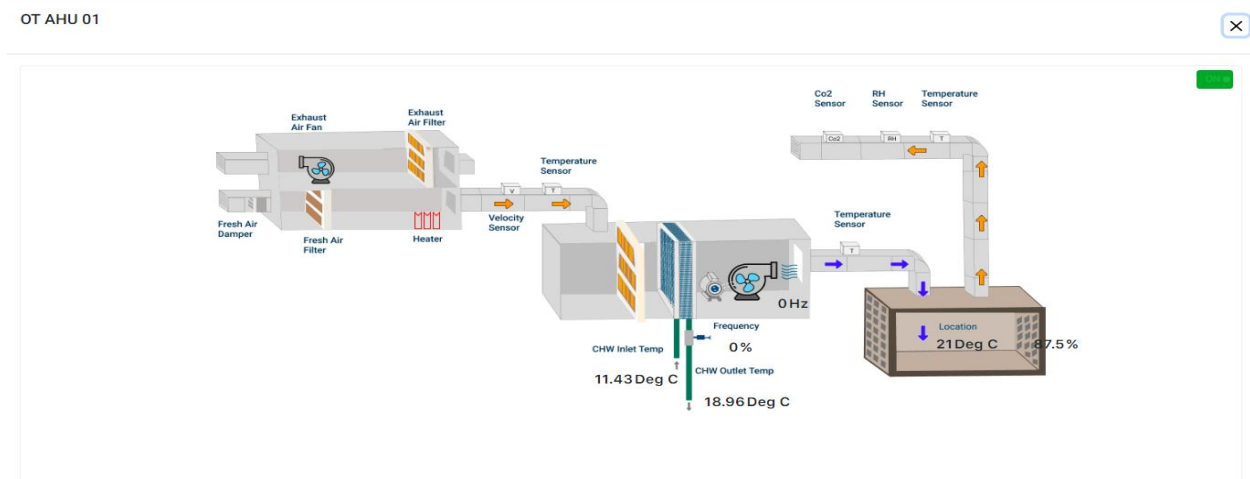 OT AHU 01
ON
Co2
Sensor
RH
Sensor
Temperature
Sensor
Exhaust
Air Fan
Exhaust
Air Filter
Co2
RH
T
Temperature
Sensor
V
T
Fresh Air
Damper
Fresh Air
Filter
Heater
Velocity
Sensor
Temperature
Sensor
T
0 Hz
Frequency
0 %
Location
21 Deg C
87.5 %
CHW Inlet Temp
11.43 Deg C
CHW Outlet Temp
18.96 Deg C